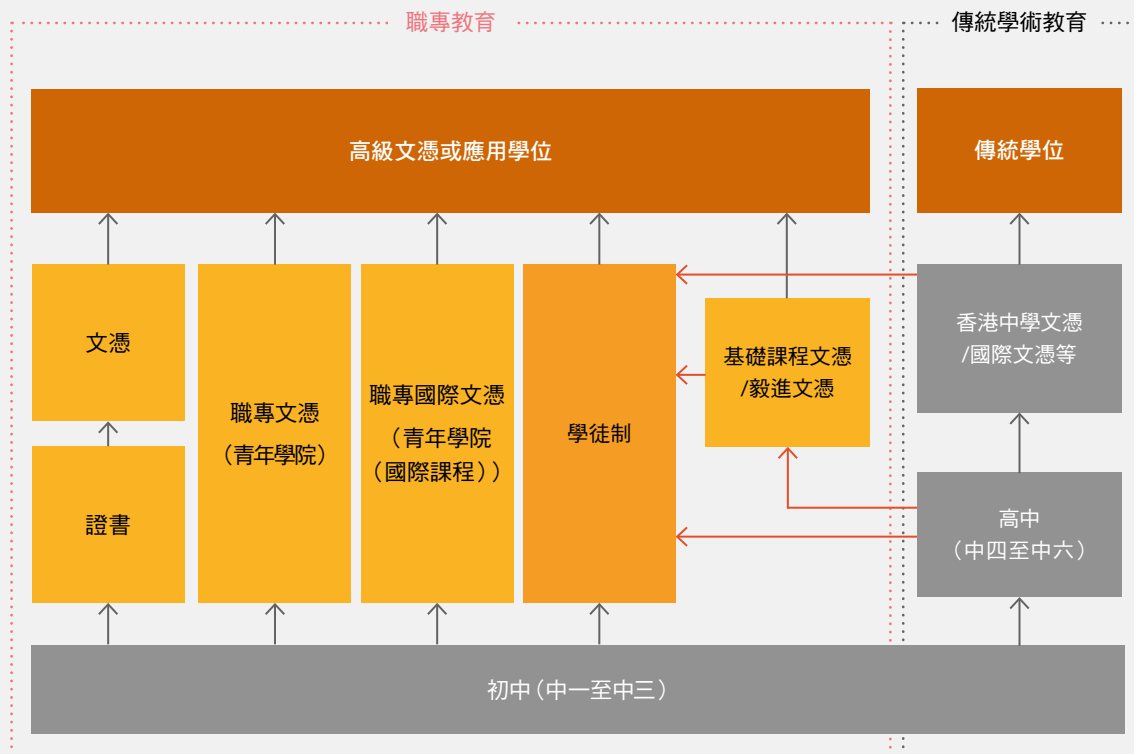 職專教育
傳統學術教育
高級文憑或應用學位
傳統學位
文憑
證書
職專文憑
（青年學院）
職專國際文憑
（青年學院
（國際課程））
學徒制
基礎課程文憑
/毅進文憑
香港中學文憑
/國際文憑等
高中
（中四至中六）
初中（中一至中三）